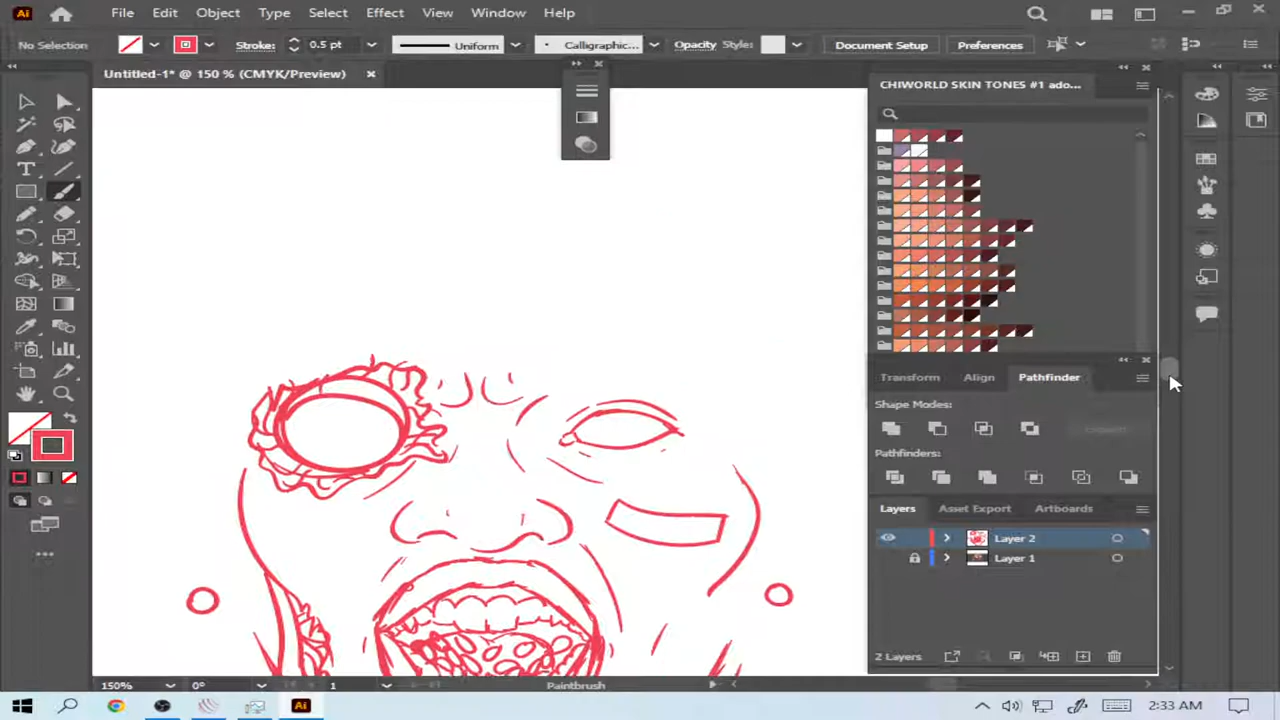 Ai File Edit Object Type Select Effect View Window Help
No Selection Stroke: 0.5 pt Uniform Calligraphic... Opacity Style: Document Setup Preferences
Untitled-1* @ 150 % (CMYK/Preview)
CHIWORLD SKIN TONES #1 ado...
Transform Align Pathfinder
Shape Modes:
Pathfinders:
Layers Asset Export Artboards
Layer 2
Layer 1
2 Layers
150% 0° 1 Paintbrush
Ai 2:33 AM